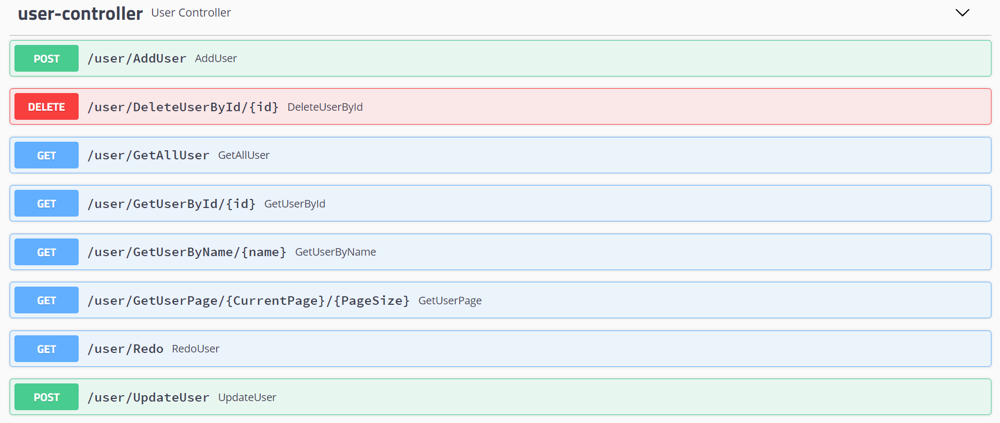 user-controller User Controller
POST /user/AddUser AddUser
DELETE /user/DeleteUserById/{id} DeleteUserById
GET /user/GetAllUser GetAllUser
GET /user/GetUserById/{id} GetUserById
GET /user/GetUserByName/{name} GetUserByName
GET /user/GetUserPage/{CurrentPage}/{PageSize} GetUserPage
GET /user/Redo RedoUser
POST /user/UpdateUser UpdateUser